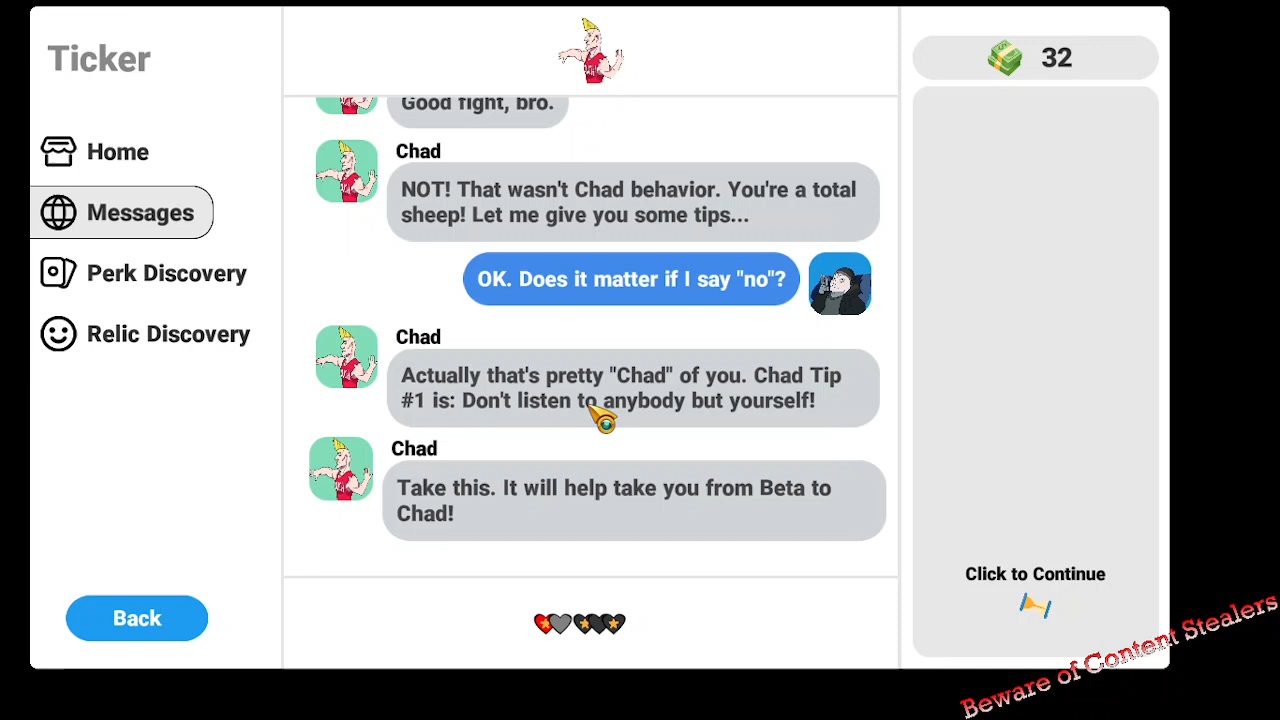 Ticker
Home
Messages
Perk Discovery
Relic Discovery
Back
Good fight, bro.
Chad
NOT! That wasn't Chad behavior. You're a total
sheep! Let me give you some tips...
OK. Does it matter if I say "no"?
Chad
Actually that's pretty "Chad" of you. Chad Tip
#1 is: Don't listen to anybody but yourself!
Chad
Take this. It will help take you from Beta to
Chad!
32
Click to Continue
Beware of Content Stealers